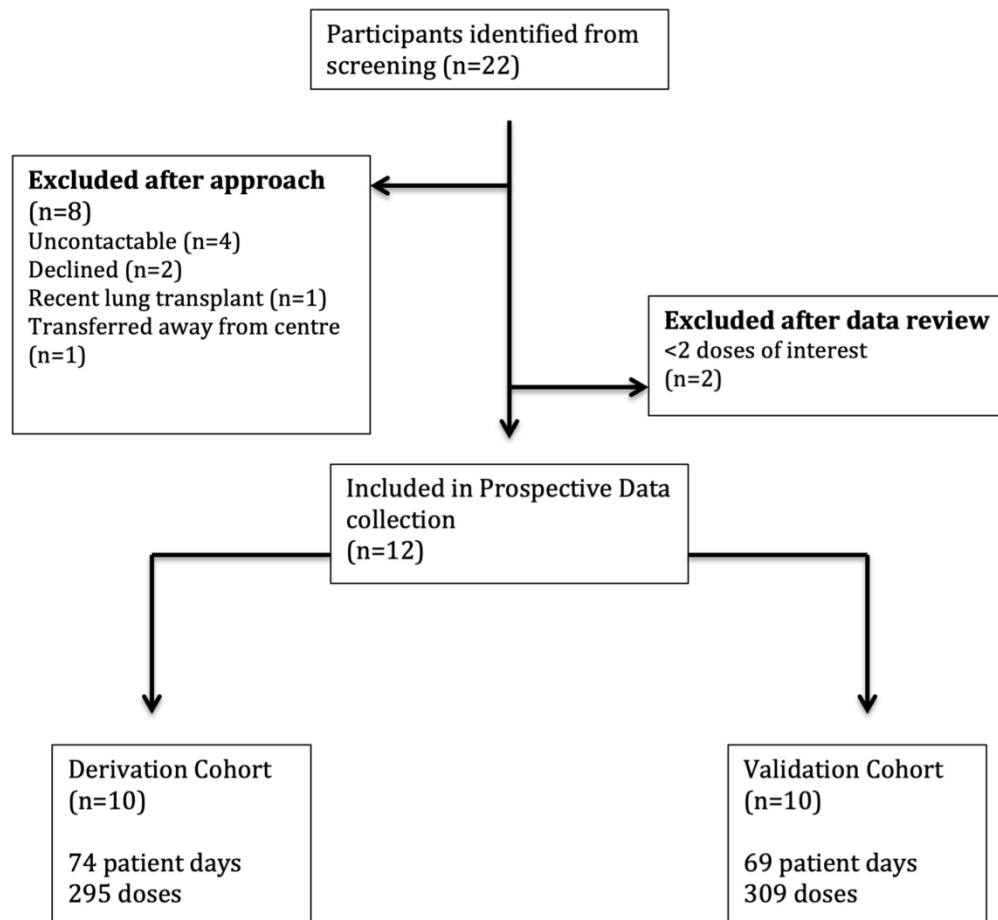 Participants identified from
screening (n=22)
Excluded after approach
(n=8)
Uncontactable (n=4)
Declined (n=2)
Recent lung transplant (n=1)
Transferred away from centre
(n=1)
Excluded after data review
<2 doses of interest
(n=2)
Included in Prospective Data
collection
(n=12)
Derivation Cohort
(n=10)
74 patient days
295 doses
Validation Cohort
(n=10)
69 patient days
309 doses